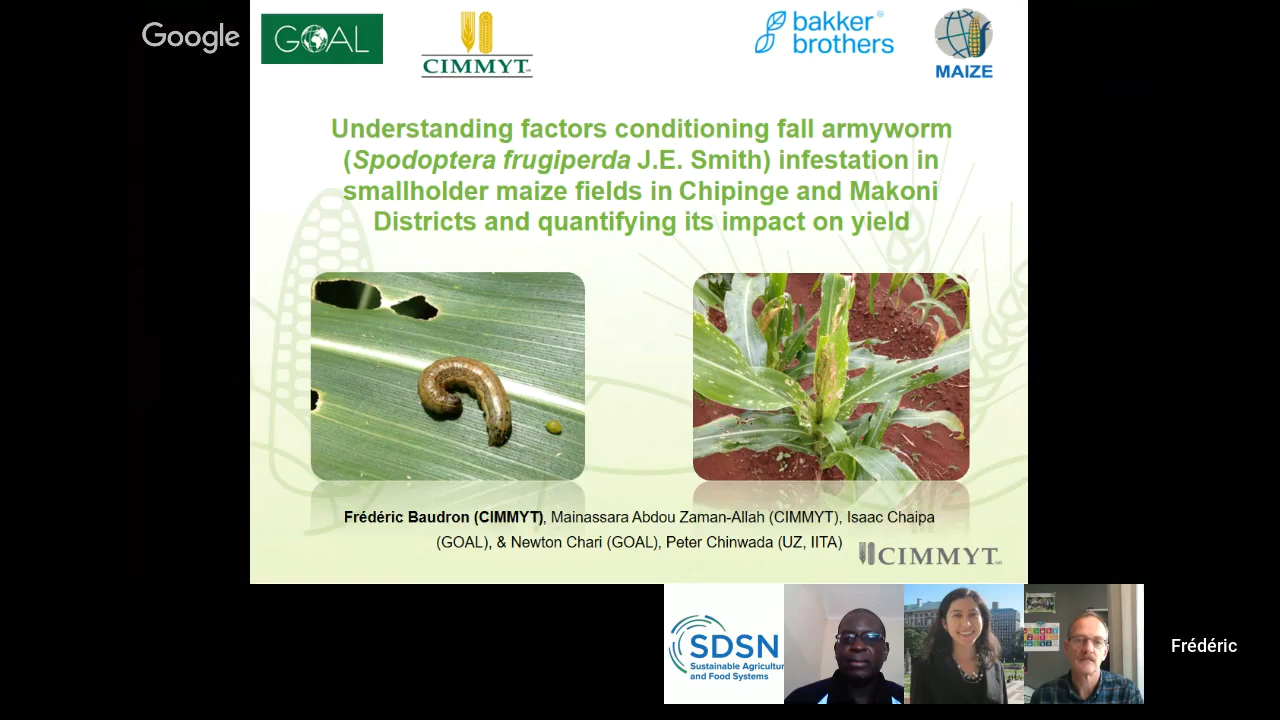 Google
GOAL
CIMMYT
bakker
brothers
MAIZE
Understanding factors conditioning fall armyworm
(Spodoptera frugiperda J.E. Smith) infestation in
smallholder maize fields in Chipinge and Makoni
Districts and quantifying its impact on yield
Frédéric Baudron (CIMMYT), Mainassara Abdou Zaman-Allah (CIMMYT), Isaac Chaipa
(GOAL), & Newton Chari (GOAL), Peter Chinwada (UZ, IITA)
CIMMYT
SDSN
Sustainable Agricultu
and Food Systems
Frédéric